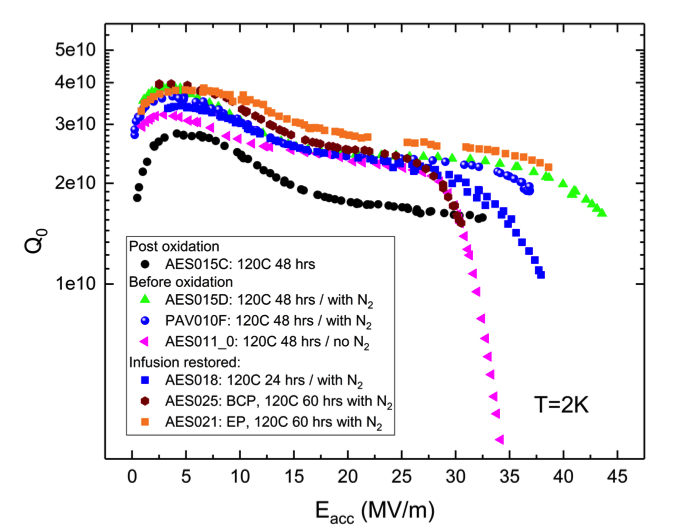 5e10
4e10
3e10
2e10
1e10
Q0
Post oxidation
AES015C: 120C 48 hrs
Before oxidation
AES015D: 120C 48 hrs / with N2
PAV010F: 120C 48 hrs / with N2
AES011_0: 120C 48 hrs / no N2
Infusion restored:
AES018: 120C 24 hrs / with N2
AES025: BCP, 120C 60 hrs with N2
AES021: EP, 120C 60 hrs with N2
T=2K
0 5 10 15 20 25 30 35 40 45
Eacc (MV/m)